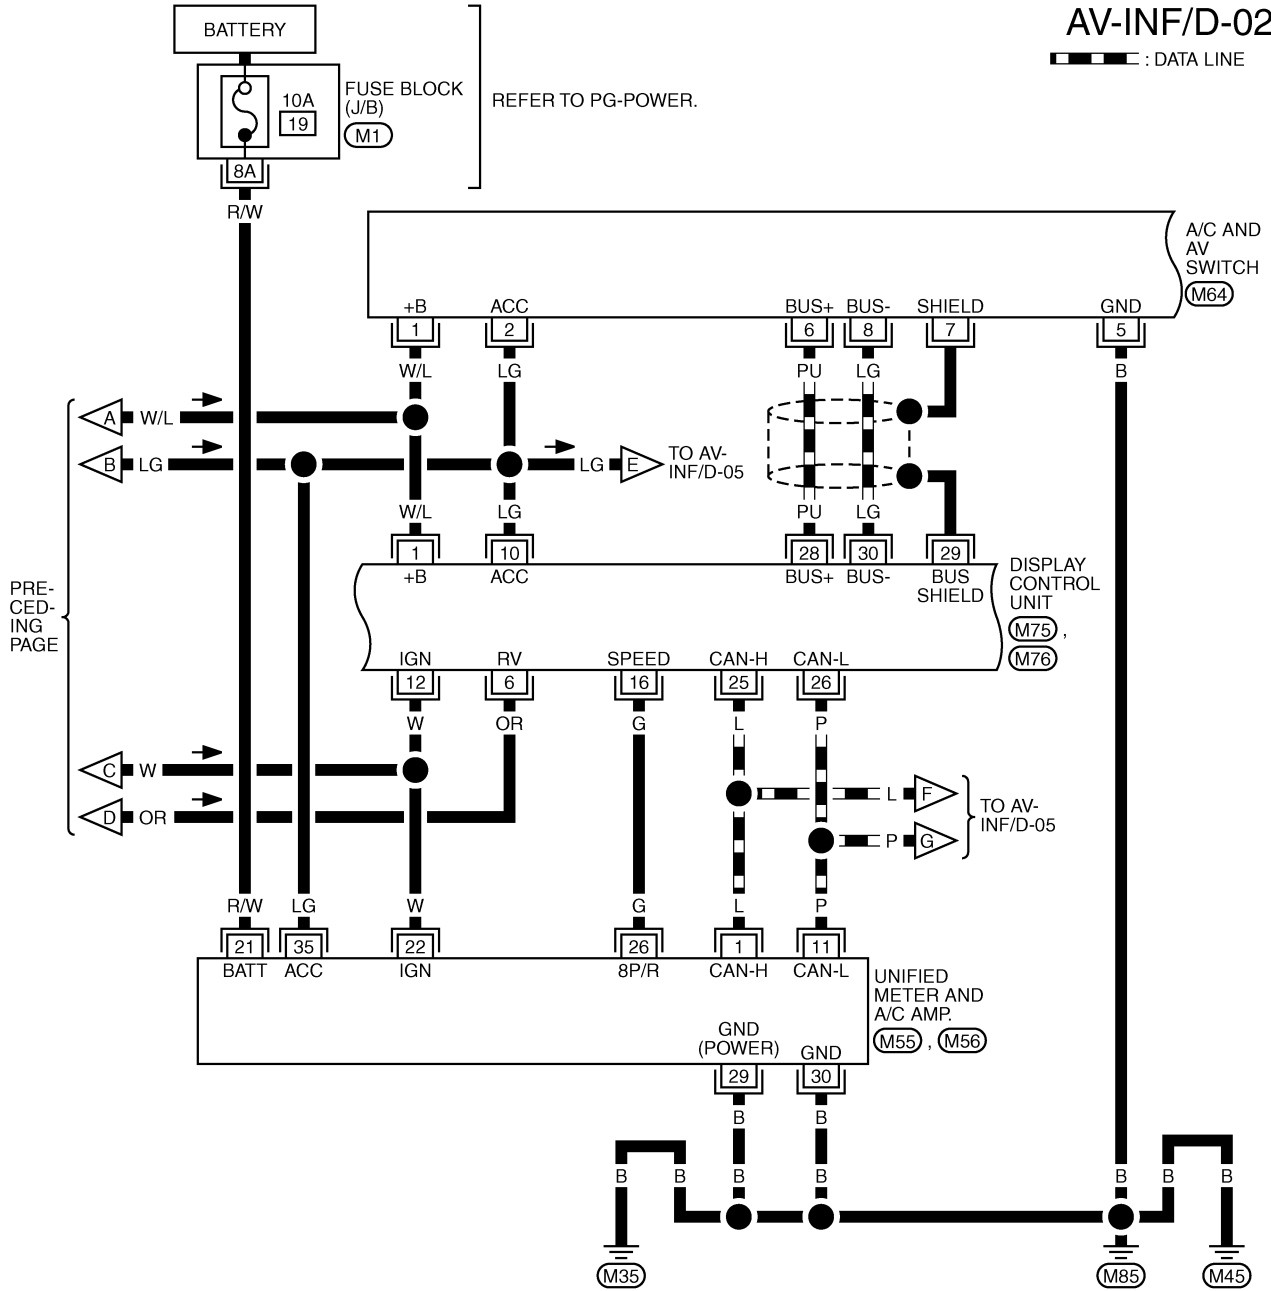 AV-INF/D-02
: DATA LINE
BATTERY
10A
19
FUSE BLOCK
(J/B)
M1
REFER TO PG-POWER.
8A
R/W
A/C AND
AV
SWITCH
M64
+B ACC BUS+ BUS- SHIELD GND
1 2 6 8 7 5
W/L LG PU LG B
A W/L
B LG
LG E
TO AV-
INF/D-05
W/L LG PU LG
1 10 28 30 29
+B ACC BUS+ BUS- BUS
SHIELD
DISPLAY
CONTROL
UNIT
M75 ,
M76
PRE-
CED-
ING
PAGE
IGN RV SPEED CAN-H CAN-L
12 6 16 25 26
W OR G L P
C W
D OR
L F
P G
TO AV-
INF/D-05
R/W LG W G L P
21 35 22 26 1 11
BATT ACC IGN 8P/R CAN-H CAN-L
UNIFIED
METER AND
A/C AMP.
M55 , M56
GND
(POWER) GND
29 30
B B
B B B B B B
M35 M85 M45